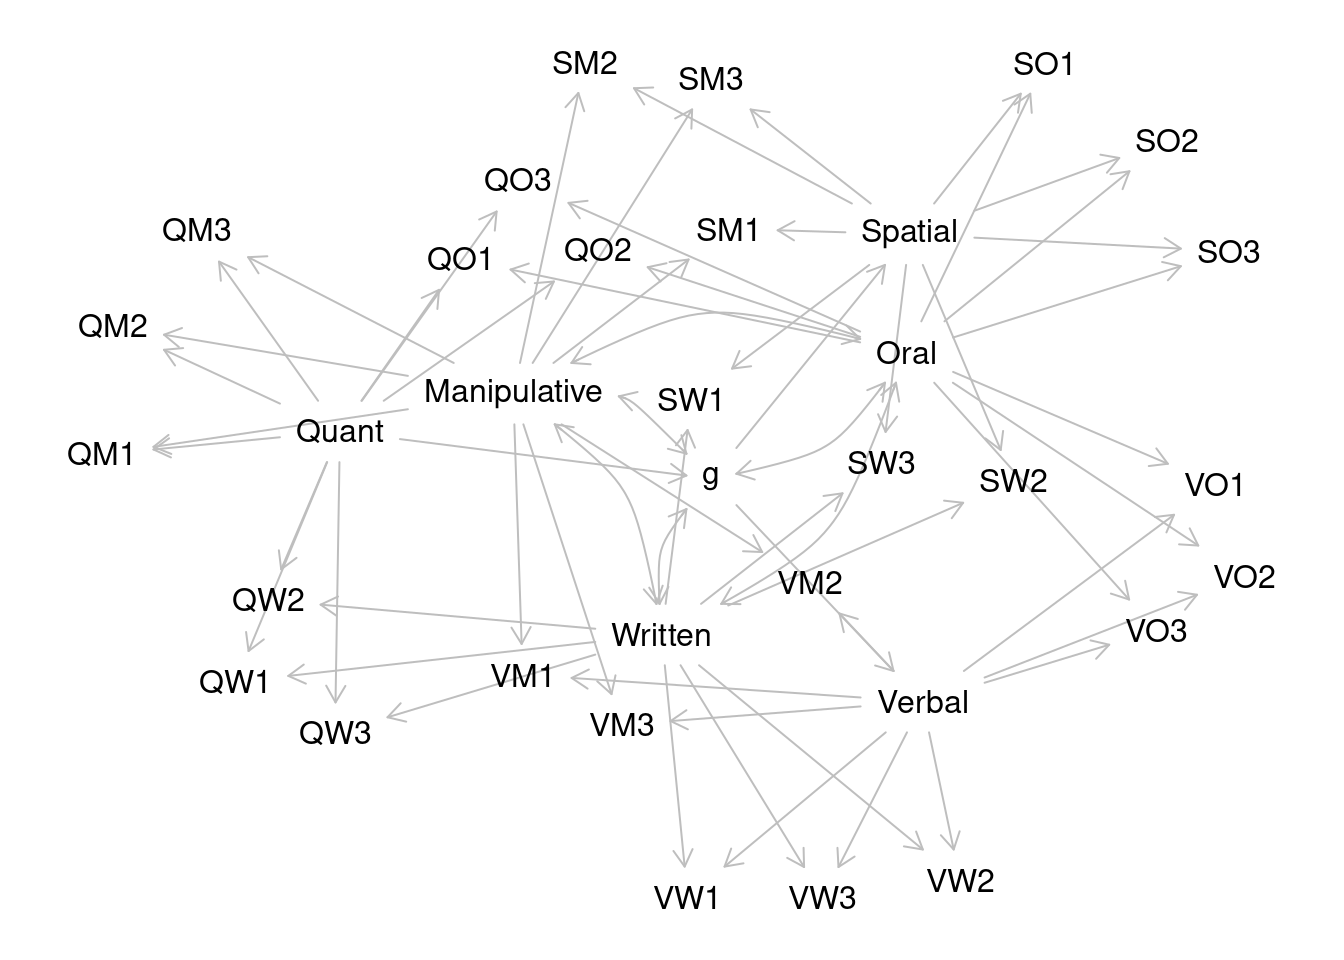 SM2
SM3
SO1
SO2
QO3
QM3
QO1
QO2
SM1
Spatial
SO3
QM2
Oral
Manipulative
SW1
Quant
QM1
g
SW3
SW2
VO1
VM2
VO2
QW2
Written
VO3
QW1
VM1
Verbal
QW3
VM3
VW1
VW3
VW2